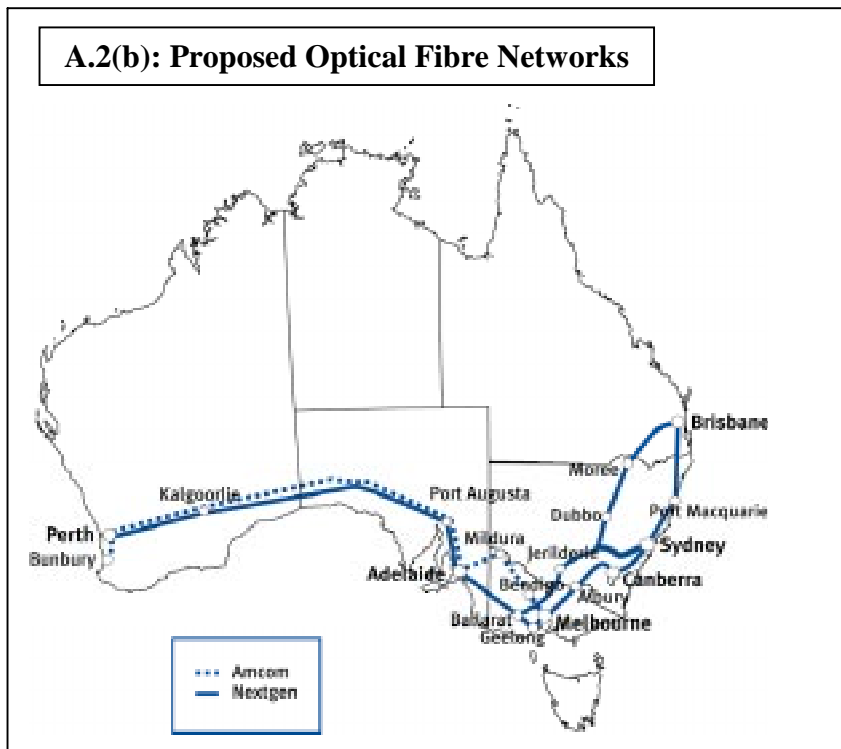 A.2(b): Proposed Optical Fibre Networks
Brisbane
Moree
Kalgoorlie
Port Augusta
Dubbo
Port Macquarie
Perth
Mildura
Sydney
Bunbury
Jerilderie
Adelaide
Bendigo
Canberra
Albury
Ballarat
Melbourne
Geelong
Amcom
Nextgen